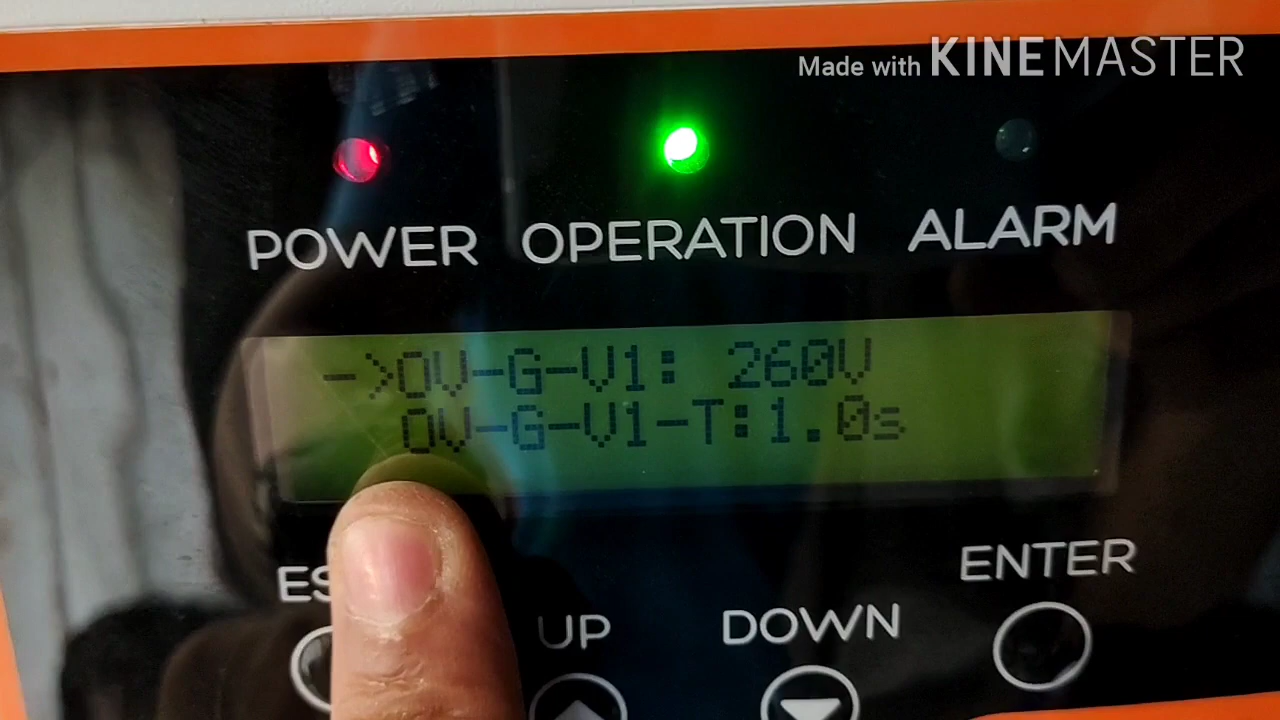 Made with KINEMASTER
POWER OPERATION ALARM
->OV-G-V1: 260V
OV-G-V1-T:1.0s
ENTER
UP
DOWN